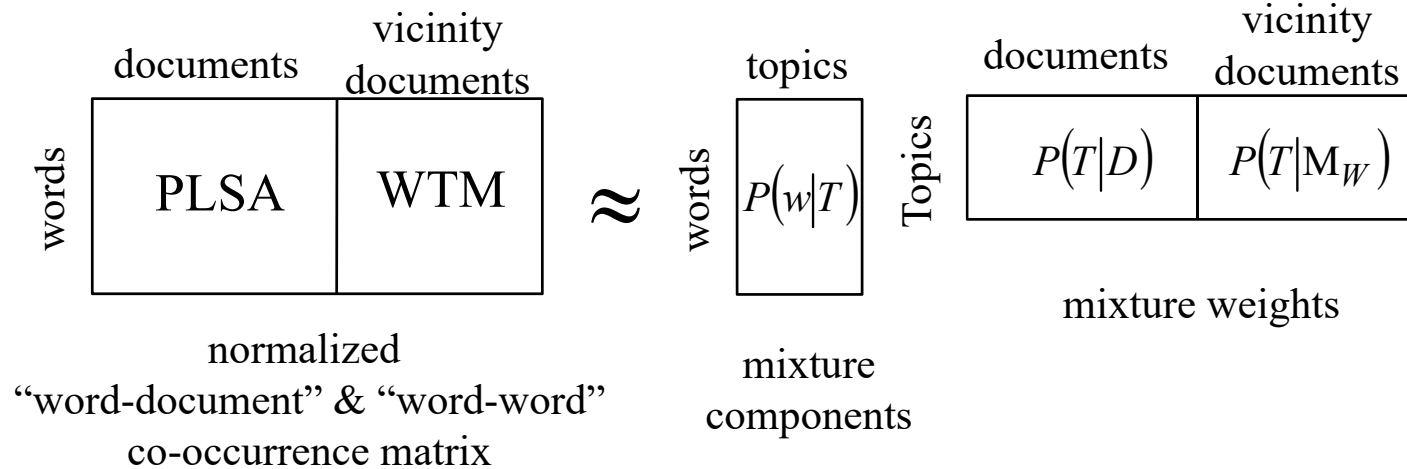 documents
vicinity
documents
words
PLSA
WTM
normalized
“word-document” & “word-word”
co-occurrence matrix
≈
topics
words
P(w|T)
mixture
components
documents
vicinity
documents
Topics
P(T|D)
P(T|M_W)
mixture weights